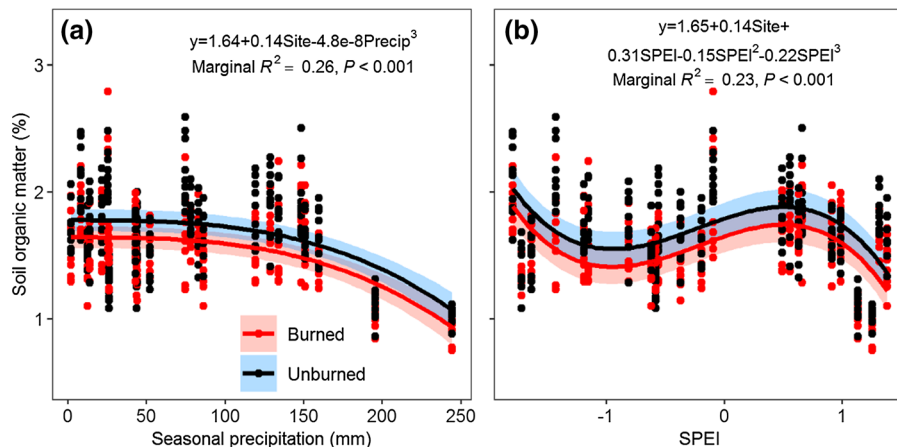 (a)
y=1.64+0.14Site-4.8e-8Precip³
Marginal R² = 0.26, P < 0.001
(b)
y=1.65+0.14Site+
0.31SPEI-0.15SPEI²-0.22SPEI³
Marginal R² = 0.23, P < 0.001
Soil organic matter (%)
3
2
1
Burned
Unburned
0 50 100 150 200 250
Seasonal precipitation (mm)
-1 0 1
SPEI